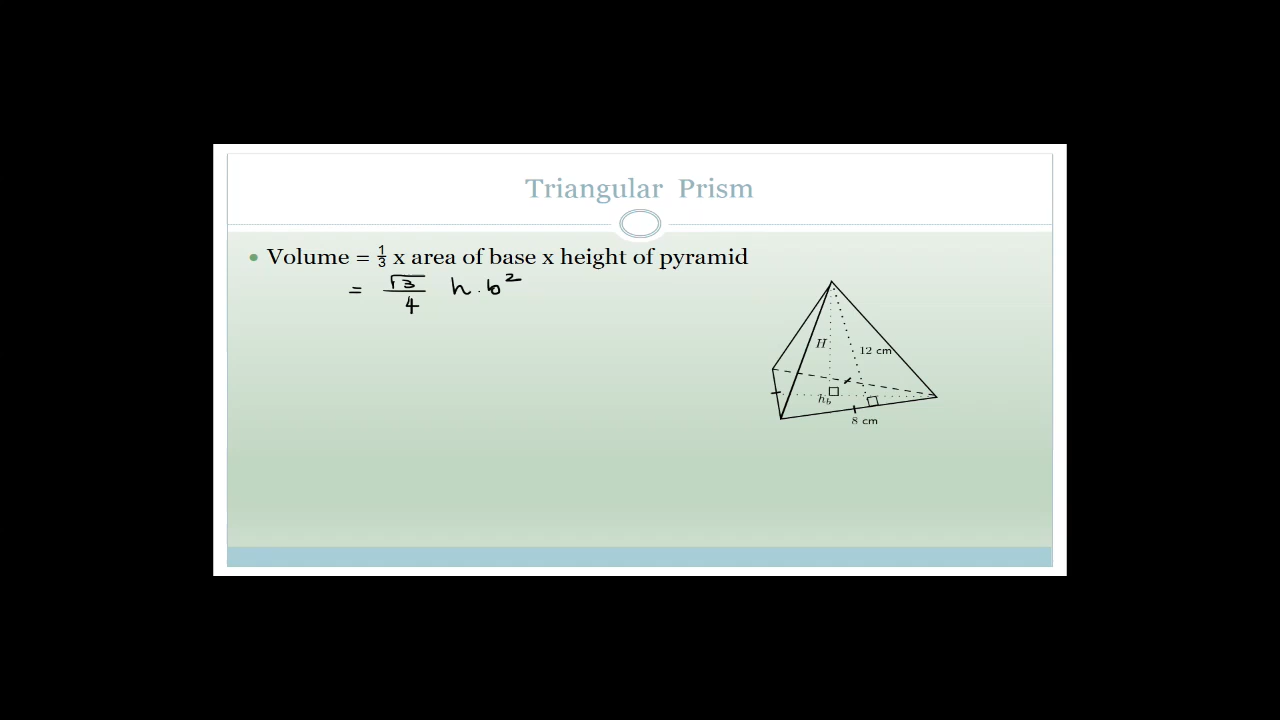 Triangular Prism
• Volume = ⅓ x area of base x height of pyramid
= √3/4 h . b²
H
12 cm
h_b
8 cm